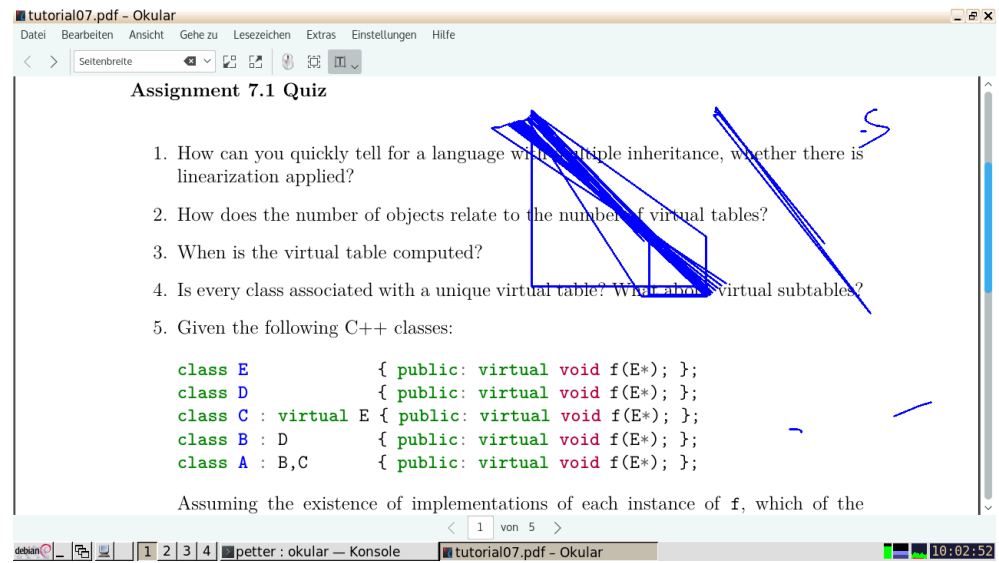 tutorial07.pdf – Okular
Datei Bearbeiten Ansicht Gehe zu Lesezeichen Extras Einstellungen Hilfe
Seitenbreite
Assignment 7.1 Quiz
S
1. How can you quickly tell for a language with multiple inheritance, whether there is
linearization applied?
2. How does the number of objects relate to the number of virtual tables?
3. When is the virtual table computed?
4. Is every class associated with a unique virtual table? What about virtual subtables?
5. Given the following C++ classes:
class E { public: virtual void f(E*); };
class D { public: virtual void f(E*); };
class C : virtual E { public: virtual void f(E*); };
class B : D { public: virtual void f(E*); };
class A : B,C { public: virtual void f(E*); };
Assuming the existence of implementations of each instance of f, which of the
1 von 5
debian 1 2 3 4 petter : okular — Konsole tutorial07.pdf – Okular 10:02:52